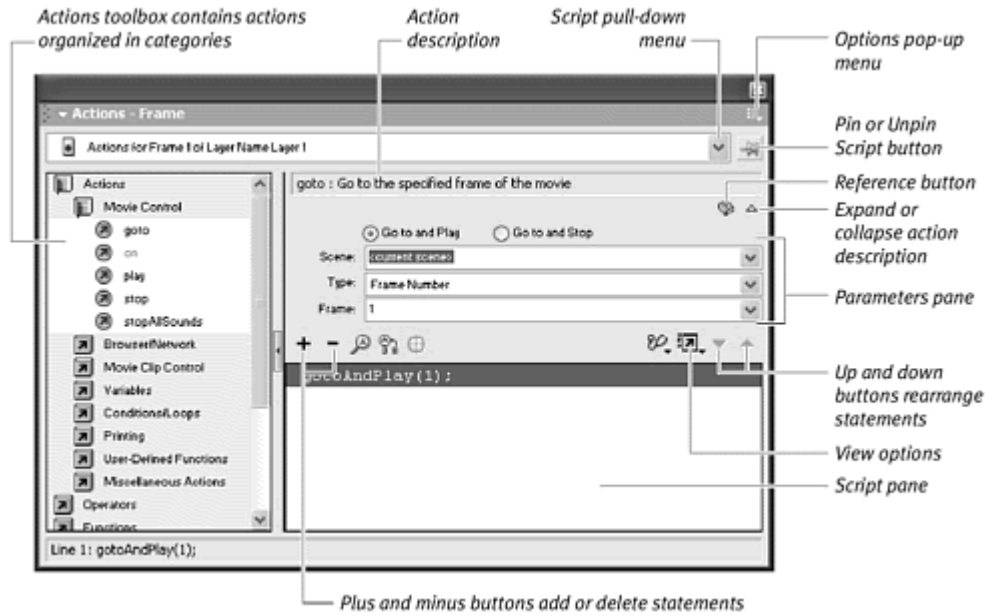 Actions toolbox contains actions
organized in categories
Action
description
Script pull-down
menu
Options pop-up
menu
Actions - Frame
Pin or Unpin
Script button
Actions for Frame 1 of Layer Name Layer 1
Reference button
Expand or
collapse action
description
Parameters pane
Actions
Movie Control
goto
on
play
stop
stopAllSounds
Browser/Network
Movie Clip Control
Variables
Conditions/Loops
Printing
User-Defined Functions
Miscellaneous Actions
Operators
Functions
goto : Go to the specified frame of the movie
Go to and Play
Go to and Stop
Scene: <current scene>
Type: Frame Number
Frame: 1
gotoAndPlay(1);
Up and down
buttons rearrange
statements
View options
Script pane
Line 1: gotoAndPlay(1);
Plus and minus buttons add or delete statements